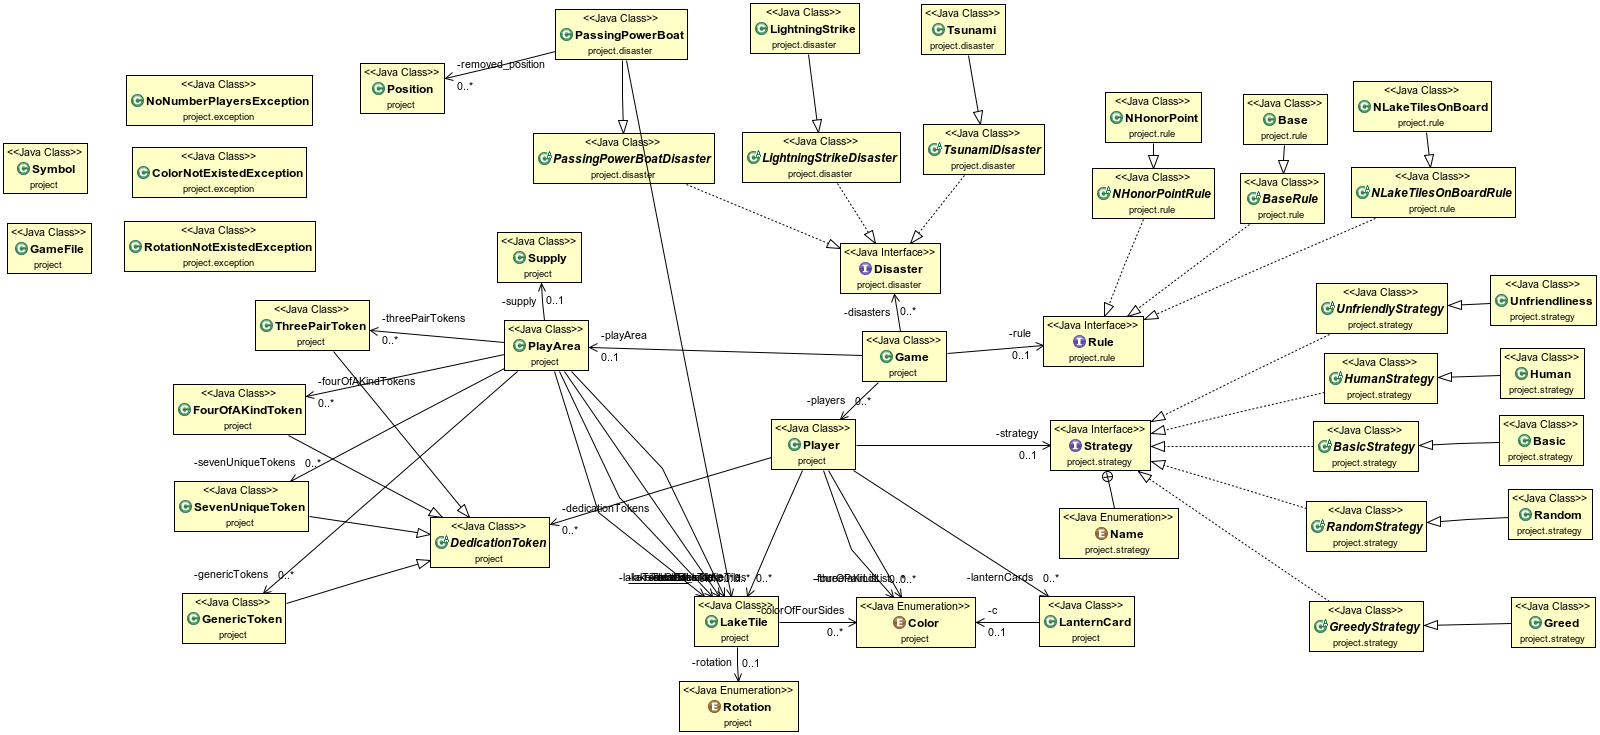 <<Java Class>>
PassingPowerBoat
project.disaster
<<Java Class>>
LightningStrike
project.disaster
<<Java Class>>
Tsunami
project.disaster
-removed_position
0..*
<<Java Class>>
Position
project
<<Java Class>>
NoNumberPlayersException
project.exception
<<Java Class>>
NHonorPoint
project.rule
<<Java Class>>
Base
project.rule
<<Java Class>>
NLakeTilesOnBoard
project.rule
<<Java Class>>
Symbol
project
<<Java Class>>
ColorNotExistedException
project.exception
<<Java Class>>
PassingPowerBoatDisaster
project.disaster
<<Java Class>>
LightningStrikeDisaster
project.disaster
<<Java Class>>
TsunamiDisaster
project.disaster
<<Java Class>>
NHonorPointRule
project.rule
<<Java Class>>
BaseRule
project.rule
<<Java Class>>
NLakeTilesOnBoardRule
project.rule
<<Java Class>>
GameFile
project
<<Java Class>>
RotationNotExistedException
project.exception
<<Java Class>>
Supply
project
<<Java Interface>>
Disaster
project.disaster
-supply
0..1
-disasters
0..*
<<Java Class>>
ThreePairToken
project
-threePairTokens
0..*
<<Java Class>>
PlayArea
project
-playArea
0..1
<<Java Class>>
Game
project
-rule
0..1
<<Java Interface>>
Rule
project.rule
<<Java Class>>
UnfriendlyStrategy
project.strategy
<<Java Class>>
Unfriendliness
project.strategy
<<Java Class>>
FourOfAKindToken
project
-fourOfAKindTokens
0..*
-players
0..*
<<Java Class>>
HumanStrategy
project.strategy
<<Java Class>>
Human
project.strategy
<<Java Class>>
Player
project
-strategy
0..1
<<Java Interface>>
Strategy
project.strategy
<<Java Class>>
BasicStrategy
project.strategy
<<Java Class>>
Basic
project.strategy
-sevenUniqueTokens
0..*
<<Java Class>>
SevenUniqueToken
project
<<Java Class>>
DedicationToken
project
-dedicationTokens
0..*
<<Java Enumeration>>
Name
project.strategy
<<Java Class>>
RandomStrategy
project.strategy
<<Java Class>>
Random
project.strategy
-genericTokens
0..*
<<Java Class>>
GenericToken
project
0..*
-lanternCards
0..*
<<Java Class>>
LakeTile
project
-colorOfFourSides
0..*
<<Java Enumeration>>
Color
project
-c
0..1
<<Java Class>>
LanternCard
project
<<Java Class>>
GreedyStrategy
project.strategy
<<Java Class>>
Greed
project.strategy
-rotation
0..1
<<Java Enumeration>>
Rotation
project